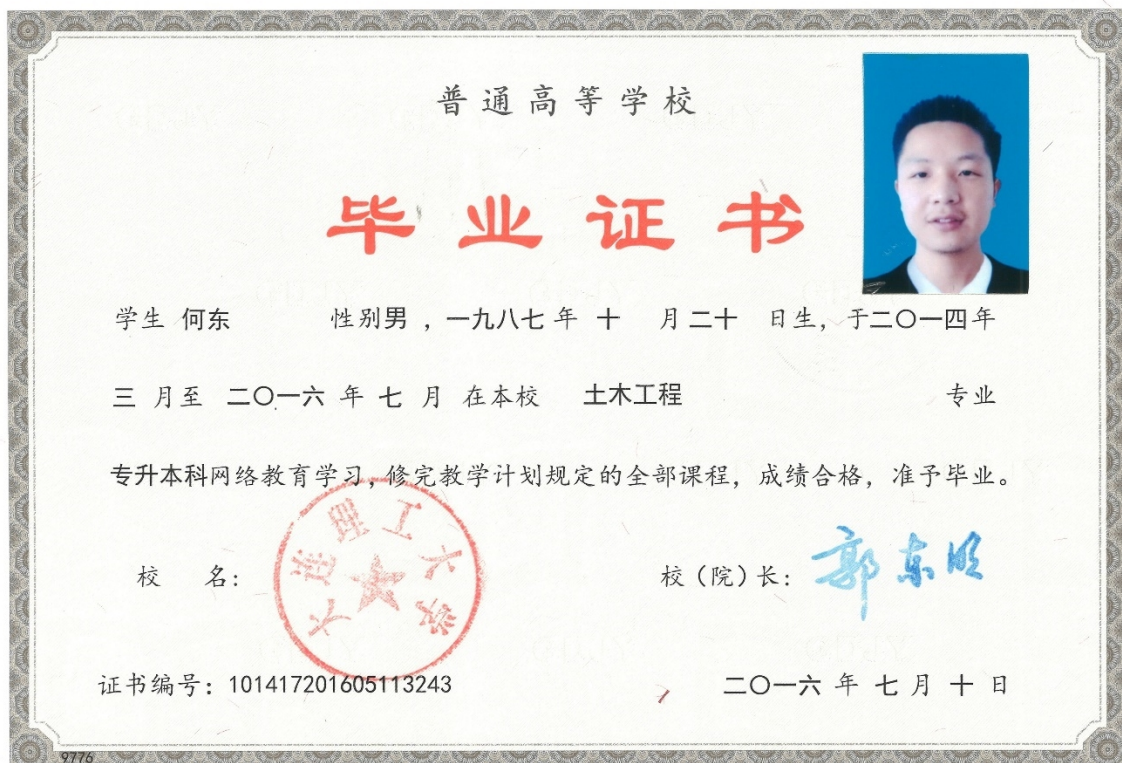 普通高等学校
毕业证书
学生 何东 性别男 ，一九八七 年 十 月 二十 日生，于二〇一四年
三 月至 二〇一六 年 七 月 在本校 土木工程 专业
专升本科网络教育学习，修完教学计划规定的全部课程，成绩合格，准予毕业。
大连理工大学
校 名： 校（院）长： 郭东明
证书编号：101417201605113243 二〇一六 年 七 月 十 日
9776